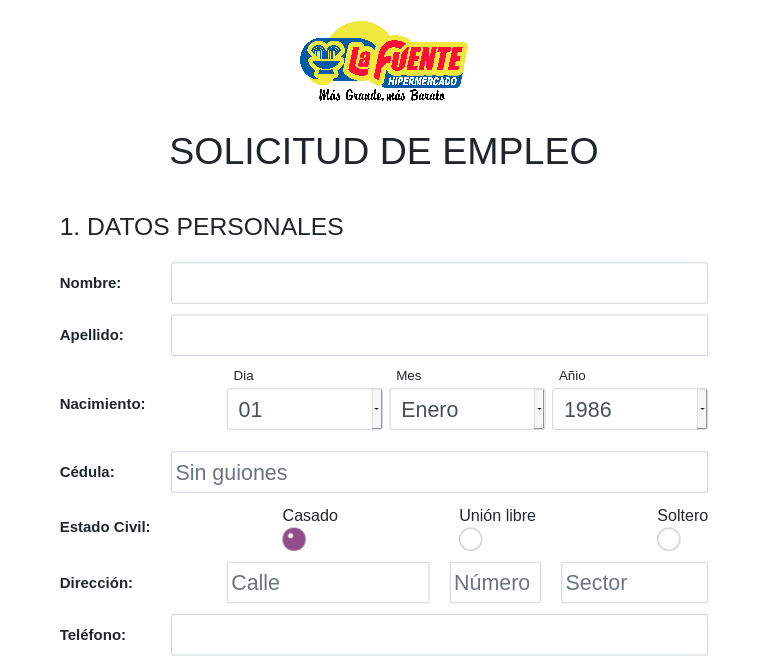 La FUENTE
HIPERMERCADO
Más Grande, más Barato
SOLICITUD DE EMPLEO
1. DATOS PERSONALES
Nombre:
Apellido:
Dia Mes Añio
Nacimiento: 01 Enero 1986
Cédula: Sin guiones
Casado Unión libre Soltero
Estado Civil:
Dirección: Calle Número Sector
Teléfono: